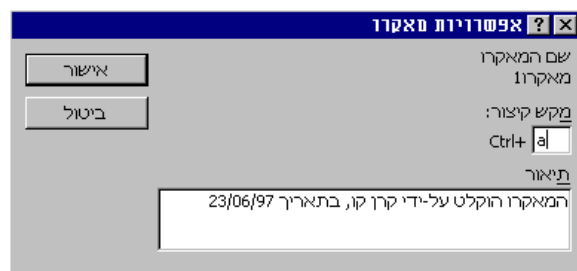 אפשרויות מאקרו
שם המאקרו
מאקרו1
מקש קיצור:
Ctrl+ a
תיאור
המאקרו הוקלט על-ידי קרן קו, בתאריך 23/06/97
אישור
ביטול